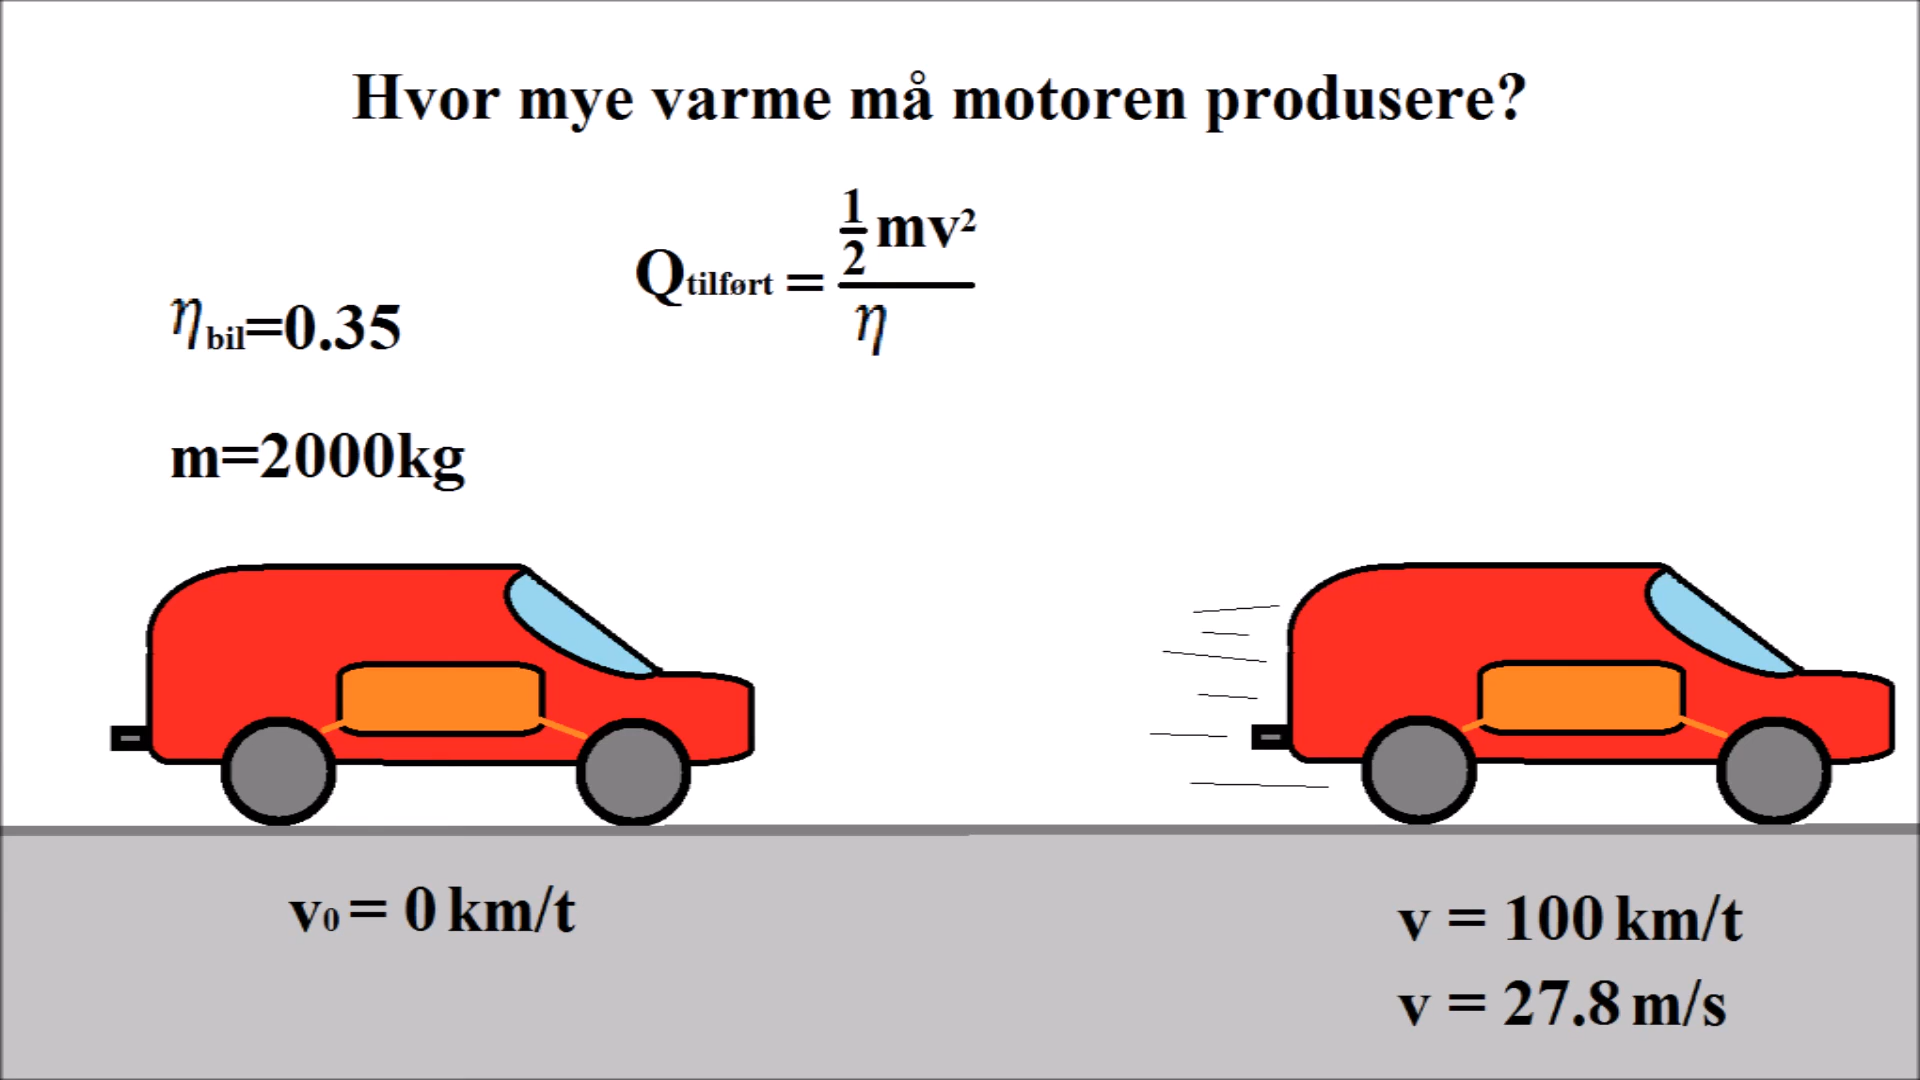 Hvor mye varme må motoren produsere?
Qtilført = ½mv² / η
ηbil=0.35
m=2000kg
v₀ = 0 km/t
v = 100 km/t
v = 27.8 m/s